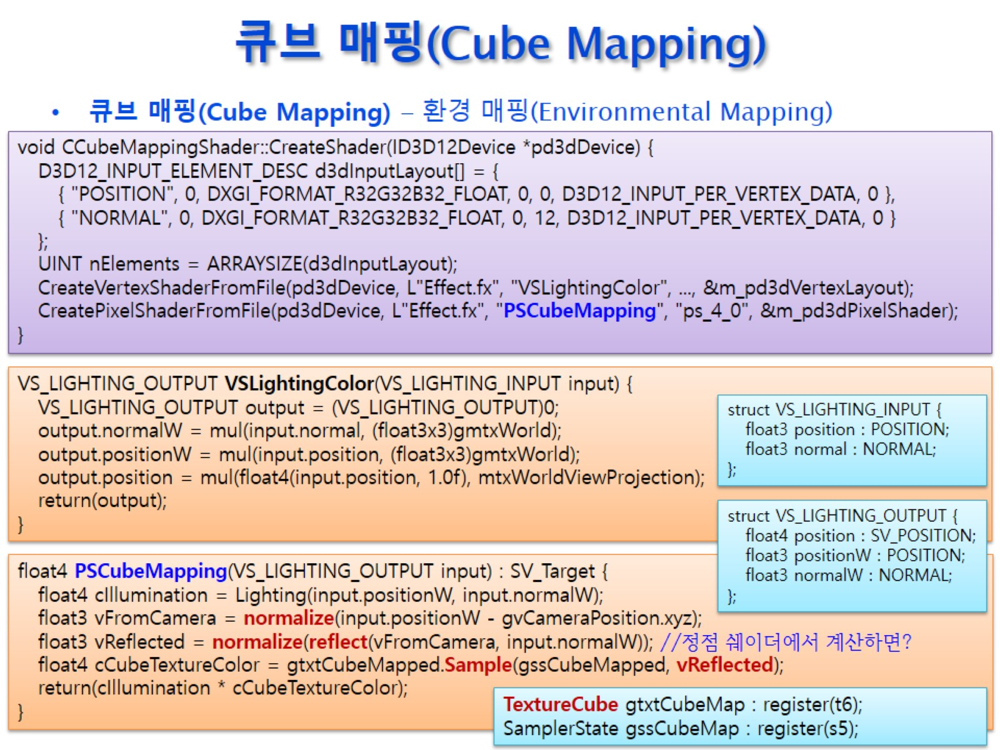 큐브 매핑(Cube Mapping)
• 큐브 매핑(Cube Mapping) – 환경 매핑(Environmental Mapping)
void CCubeMappingShader::CreateShader(ID3D12Device *pd3dDevice) {
D3D12_INPUT_ELEMENT_DESC d3dInputLayout[] = {
{ "POSITION", 0, DXGI_FORMAT_R32G32B32_FLOAT, 0, 0, D3D12_INPUT_PER_VERTEX_DATA, 0 },
{ "NORMAL", 0, DXGI_FORMAT_R32G32B32_FLOAT, 0, 12, D3D12_INPUT_PER_VERTEX_DATA, 0 }
};
UINT nElements = ARRAYSIZE(d3dInputLayout);
CreateVertexShaderFromFile(pd3dDevice, L"Effect.fx", "VSLightingColor", ..., &m_pd3dVertexLayout);
CreatePixelShaderFromFile(pd3dDevice, L"Effect.fx", "PSCubeMapping", "ps_4_0", &m_pd3dPixelShader);
}
VS_LIGHTING_OUTPUT VSLightingColor(VS_LIGHTING_INPUT input) {
VS_LIGHTING_OUTPUT output = (VS_LIGHTING_OUTPUT)0;
output.normalW = mul(input.normal, (float3x3)gmtxWorld);
output.positionW = mul(input.position, (float3x3)gmtxWorld);
output.position = mul(float4(input.position, 1.0f), mtxWorldViewProjection);
return(output);
}
struct VS_LIGHTING_INPUT {
float3 position : POSITION;
float3 normal : NORMAL;
};
struct VS_LIGHTING_OUTPUT {
float4 position : SV_POSITION;
float3 positionW : POSITION;
float3 normalW : NORMAL;
};
float4 PSCubeMapping(VS_LIGHTING_OUTPUT input) : SV_Target {
float4 cIllumination = Lighting(input.positionW, input.normalW);
float3 vFromCamera = normalize(input.positionW - gvCameraPosition.xyz);
float3 vReflected = normalize(reflect(vFromCamera, input.normalW)); //정점 쉐이더에서 계산하면?
float4 cCubeTextureColor = gtxtCubeMapped.Sample(gssCubeMapped, vReflected);
return(cIllumination * cCubeTextureColor);
}
TextureCube gtxtCubeMap : register(t6);
SamplerState gssCubeMap : register(s5);